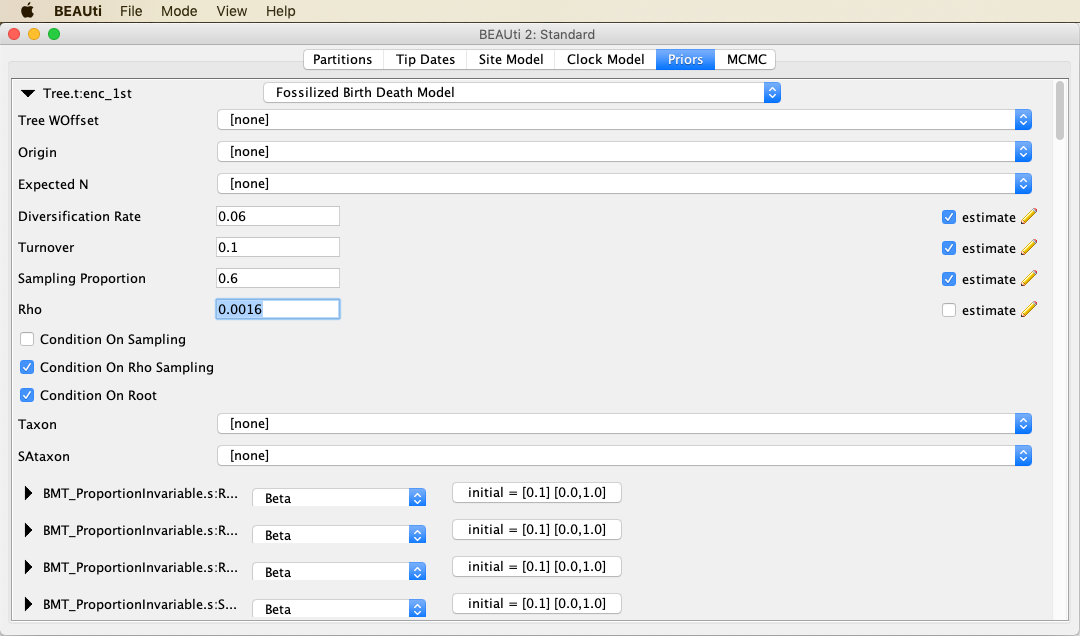 BEAUti File Mode View Help
BEAUti 2: Standard
Partitions Tip Dates Site Model Clock Model Priors MCMC
Tree.t:enc_1st Fossilized Birth Death Model
Tree WOffset [none]
Origin [none]
Expected N [none]
Diversification Rate 0.06 estimate
Turnover 0.1 estimate
Sampling Proportion 0.6 estimate
Rho 0.0016 estimate
Condition On Sampling
Condition On Rho Sampling
Condition On Root
Taxon [none]
SAtaxon [none]
BMT_ProportionInvariable.s:R... Beta initial = [0.1] [0.0,1.0]
BMT_ProportionInvariable.s:R... Beta initial = [0.1] [0.0,1.0]
BMT_ProportionInvariable.s:R... Beta initial = [0.1] [0.0,1.0]
BMT_ProportionInvariable.s:S... Beta initial = [0.1] [0.0,1.0]